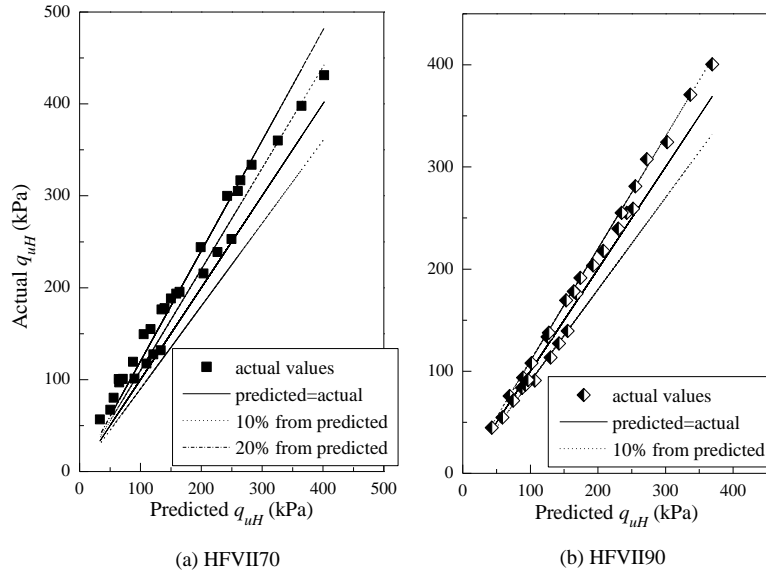 500
400
300
200
100
0
0 100 200 300 400 500
Actual q_uH (kPa)
Predicted q_uH (kPa)
actual values
predicted=actual
10% from predicted
20% from predicted
(a) HFVII70
400
300
200
100
0
0 100 200 300 400
Predicted q_uH (kPa)
actual values
predicted=actual
10% from predicted
(b) HFVII90